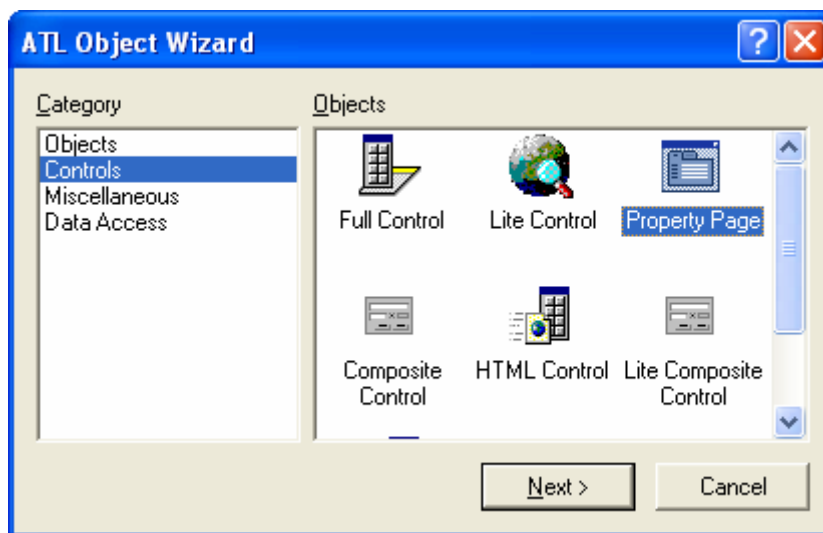 ATL Object Wizard
Category
Objects
Objects
Controls
Miscellaneous
Data Access
Full Control
Lite Control
Property Page
Composite
Control
HTML Control
Lite Composite
Control
Next >
Cancel